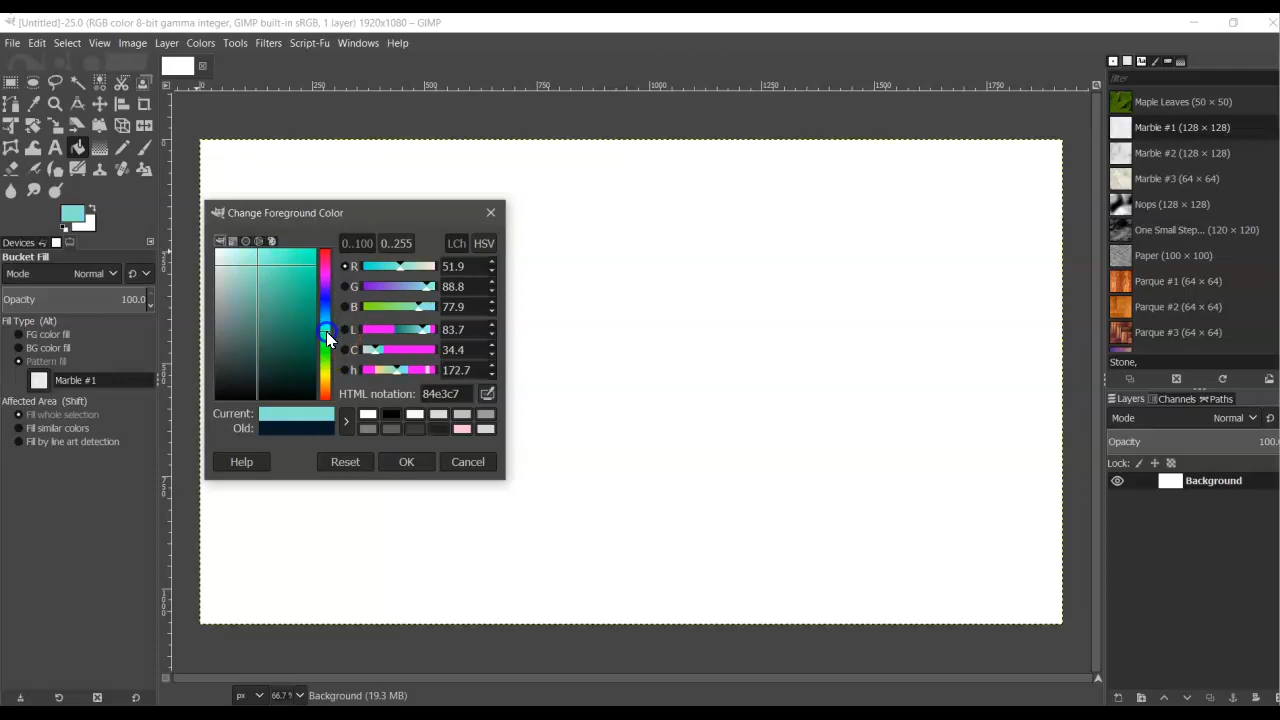 [Untitled]-25.0 (RGB color 8-bit gamma integer, GIMP built-in sRGB, 1 layer) 1920x1080 – GIMP
File Edit Select View Image Layer Colors Tools Filters Script-Fu Windows Help
0 250 500 750 1000 1250 1500 1750
filter
Maple Leaves (50 × 50)
Marble #1 (128 × 128)
Marble #2 (128 × 128)
Marble #3 (64 × 64)
Nops (128 × 128)
One Small Step... (120 × 120)
Paper (100 × 100)
Parque #1 (64 × 64)
Parque #2 (64 × 64)
Parque #3 (64 × 64)
Stone,
Layers Channels Paths
Mode Normal
Opacity 100.
Lock:
Background
Devices
Bucket Fill
Mode Normal
Opacity 100.0
Fill Type (Alt)
FG color fill
BG color fill
Pattern fill
Marble #1
Affected Area (Shift)
Fill whole selection
Fill similar colors
Fill by line art detection
0
250
500
750
1000
Change Foreground Color
0..100 0..255 LCh HSV
R 51.9
G 88.8
B 77.9
L 83.7
C 34.4
h 172.7
HTML notation: 84e3c7
Current:
Old:
Help Reset OK Cancel
px 66.7 % Background (19.3 MB)